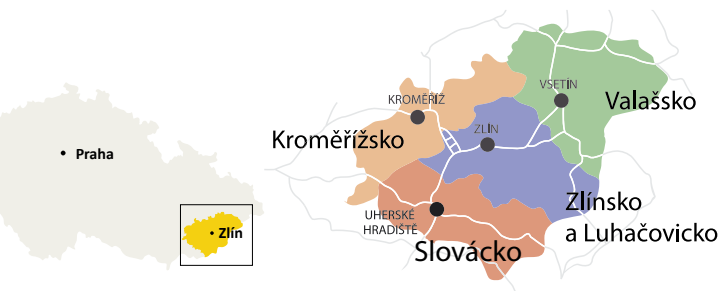 Praha
Zlín
KROMĚŘÍŽ
VSETÍN
ZLÍN
UHERSKÉ
HRADIŠTĚ
Kroměřížsko
Valašsko
Zlínsko
a Luhačovicko
Slovácko